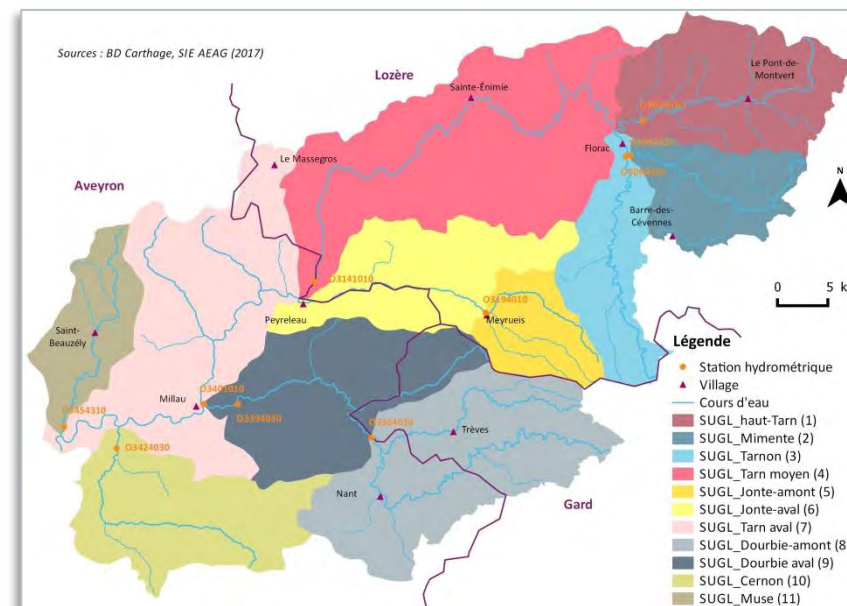 Sources : BD Carthage, SIE AEAG (2017)
Lozère
Sainte-Énimie
Le Pont-de-
Montvert
Florac
Le Massegros
Aveyron
N
Barre-des-
Cévennes
O3141010
0 5 k
O3194010
Peyreleau
Meyrueis
Saint-
Beauzély
Millau
O3401010
O3394030
Trèves
O3424030
Nant
Gard
Légende
Station hydrométrique
Village
Cours d'eau
SUGL_haut-Tarn (1)
SUGL_Mimente (2)
SUGL_Tarnon (3)
SUGL_Tarn moyen (4)
SUGL_Jonte-amont (5)
SUGL_Jonte-aval (6)
SUGL_Tarn aval (7)
SUGL_Dourbie-amont (8
SUGL_Dourbie aval (9)
SUGL_Cernon (10)
SUGL_Muse (11)